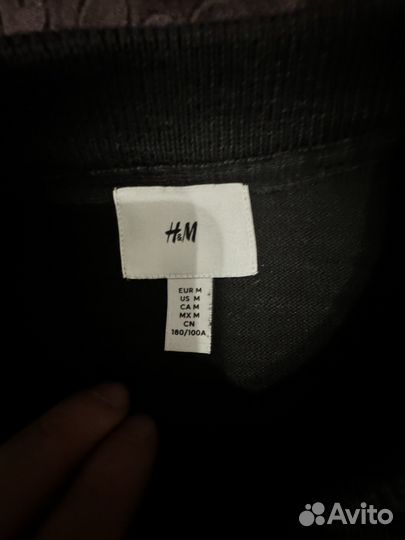 H&M
EUR M
US M
CA M
MX M
CN
180/100A
Avito